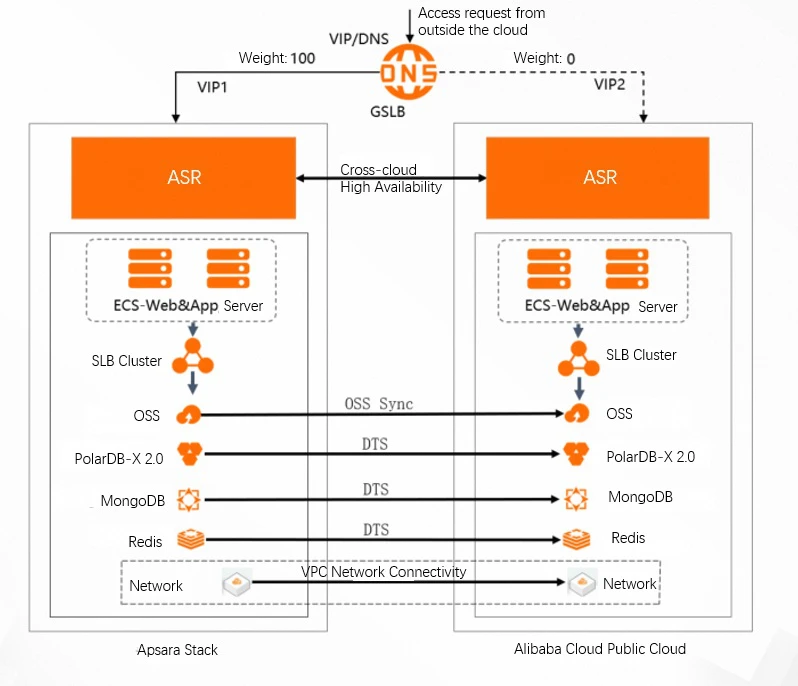 Access request from
outside the cloud
VIP/DNS
Weight: 100
Weight: 0
DNS
VIP1
VIP2
GSLB
ASR
Cross-cloud
High Availability
ASR
ECS-Web&App Server
ECS-Web&App Server
SLB Cluster
SLB Cluster
OSS
OSS Sync
OSS
PolarDB-X 2.0
DTS
PolarDB-X 2.0
MongoDB
DTS
MongoDB
Redis
DTS
Redis
Network
VPC Network Connectivity
Network
Apsara Stack
Alibaba Cloud Public Cloud